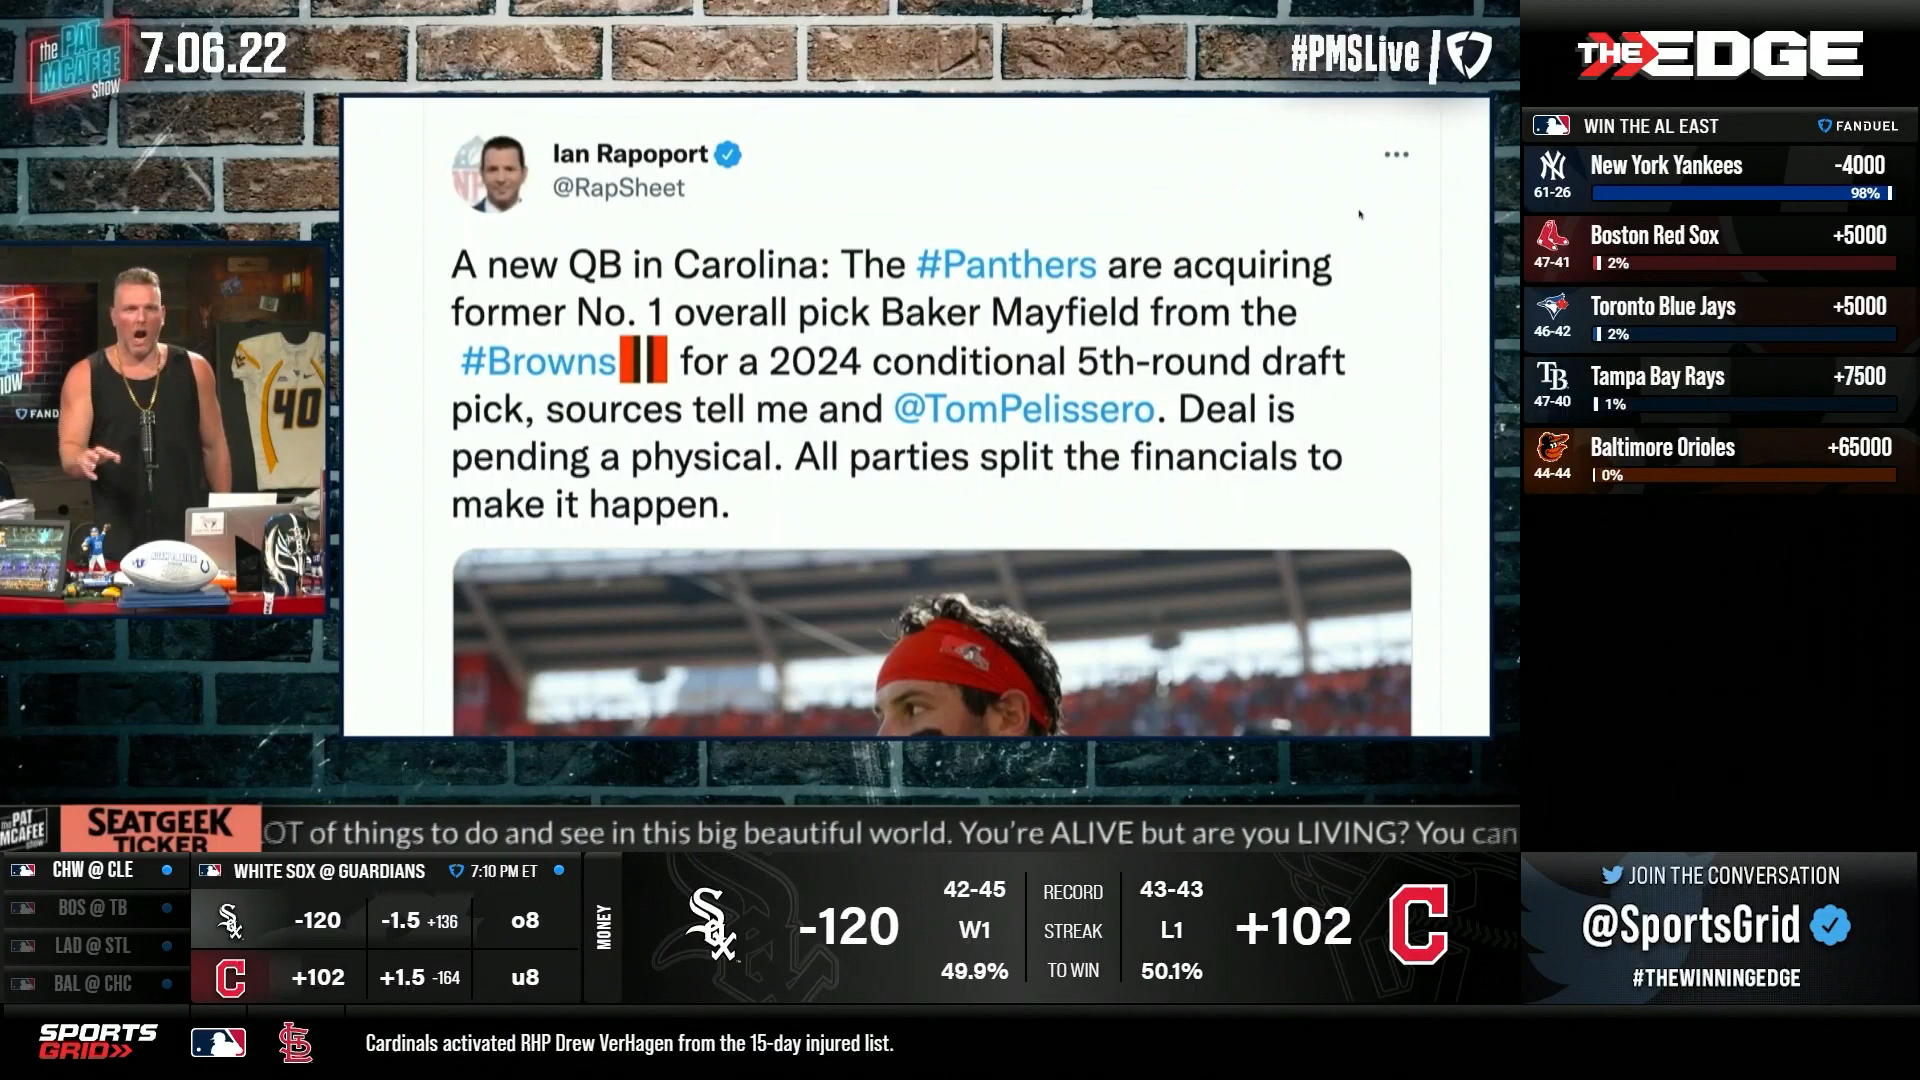 the PAT MCAFEE show
7.06.22
#PMSLive
THE EDGE
Ian Rapoport
@RapSheet
A new QB in Carolina: The #Panthers are acquiring
former No. 1 overall pick Baker Mayfield from the
#Browns for a 2024 conditional 5th-round draft
pick, sources tell me and @TomPelissero. Deal is
pending a physical. All parties split the financials to
make it happen.
FAND
40
WIN THE AL EAST FANDUEL
New York Yankees -4000
61-26 98%
Boston Red Sox +5000
47-41 2%
Toronto Blue Jays +5000
46-42 2%
TB Tampa Bay Rays +7500
47-40 1%
Baltimore Orioles +65000
44-44 0%
the PAT MCAFEE show
SEATGEEK
TICKER
OT of things to do and see in this big beautiful world. You're ALIVE but are you LIVING? You can
CHW @ CLE
BOS @ TB
LAD @ STL
BAL @ CHC
WHITE SOX @ GUARDIANS 7:10 PM ET
Sox -120 -1.5 +136 o8
C +102 +1.5 -164 u8
MONEY
Sox -120
42-45 RECORD 43-43
W1 STREAK L1
49.9% TO WIN 50.1%
+102 C
JOIN THE CONVERSATION
@SportsGrid
#THEWINNINGEDGE
SPORTS
GRID
Cardinals activated RHP Drew VerHagen from the 15-day injured list.